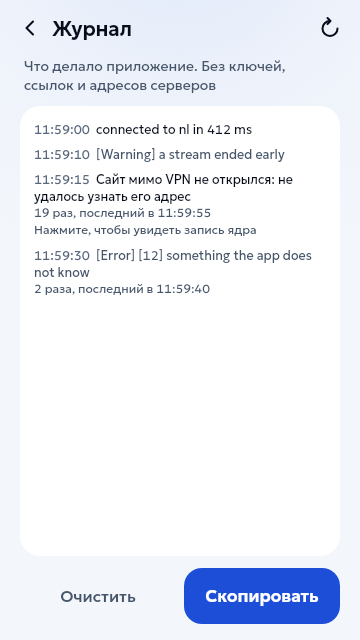 Журнал
Что делало приложение. Без ключей,
ссылок и адресов серверов
11:59:00 connected to nl in 412 ms
11:59:10 [Warning] a stream ended early
11:59:15 Сайт мимо VPN не открылся: не
удалось узнать его адрес
19 раз, последний в 11:59:55
Нажмите, чтобы увидеть запись ядра
11:59:30 [Error] [12] something the app does
not know
2 раза, последний в 11:59:40
Очистить
Скопировать